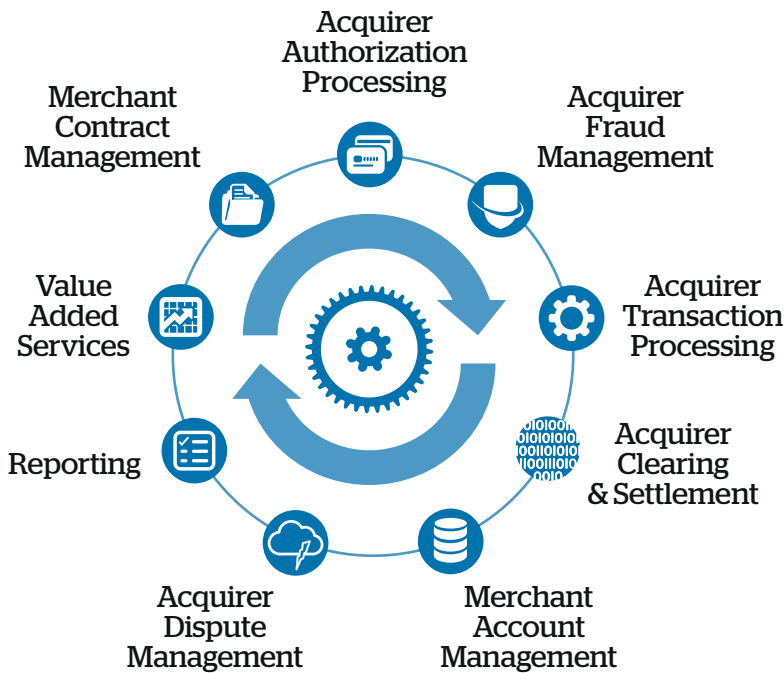 Acquirer
Authorization
Processing
Acquirer
Fraud
Management
Acquirer
Transaction
Processing
Acquirer
Clearing
& Settlement
Merchant
Account
Management
Acquirer
Dispute
Management
Reporting
Value
Added
Services
Merchant
Contract
Management